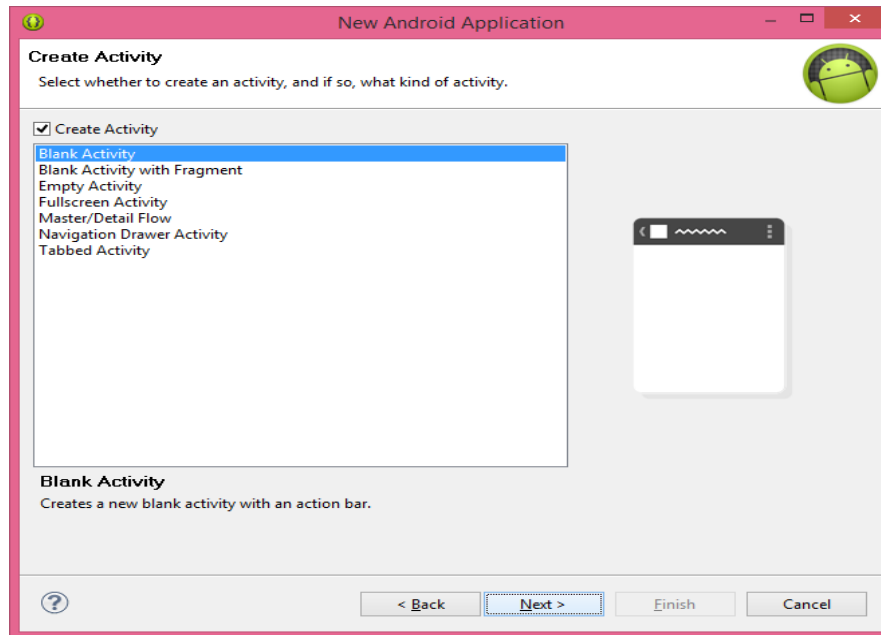 New Android Application
Create Activity
Select whether to create an activity, and if so, what kind of activity.
Create Activity
Blank Activity
Blank Activity with Fragment
Empty Activity
Fullscreen Activity
Master/Detail Flow
Navigation Drawer Activity
Tabbed Activity
Blank Activity
Creates a new blank activity with an action bar.
< Back Next > Finish Cancel